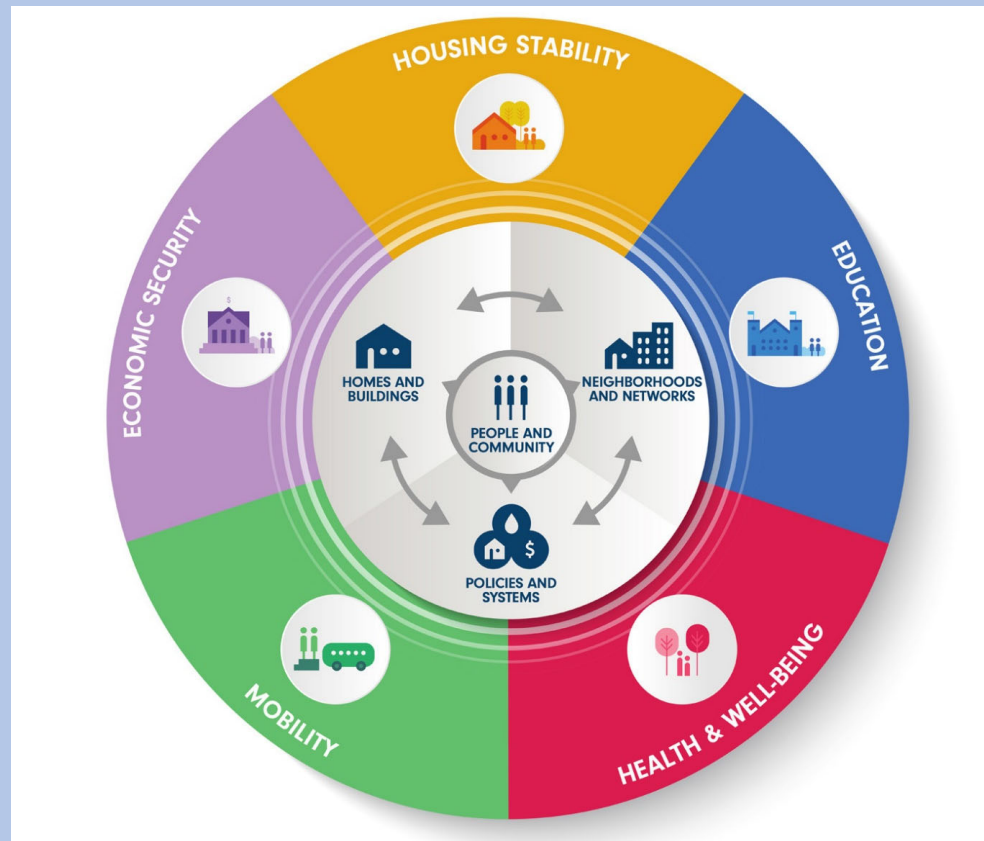 HOUSING STABILITY
EDUCATION
HEALTH & WELL-BEING
MOBILITY
ECONOMIC SECURITY
HOMES AND
BUILDINGS
NEIGHBORHOODS
AND NETWORKS
PEOPLE AND
COMMUNITY
$
POLICIES AND
SYSTEMS
$